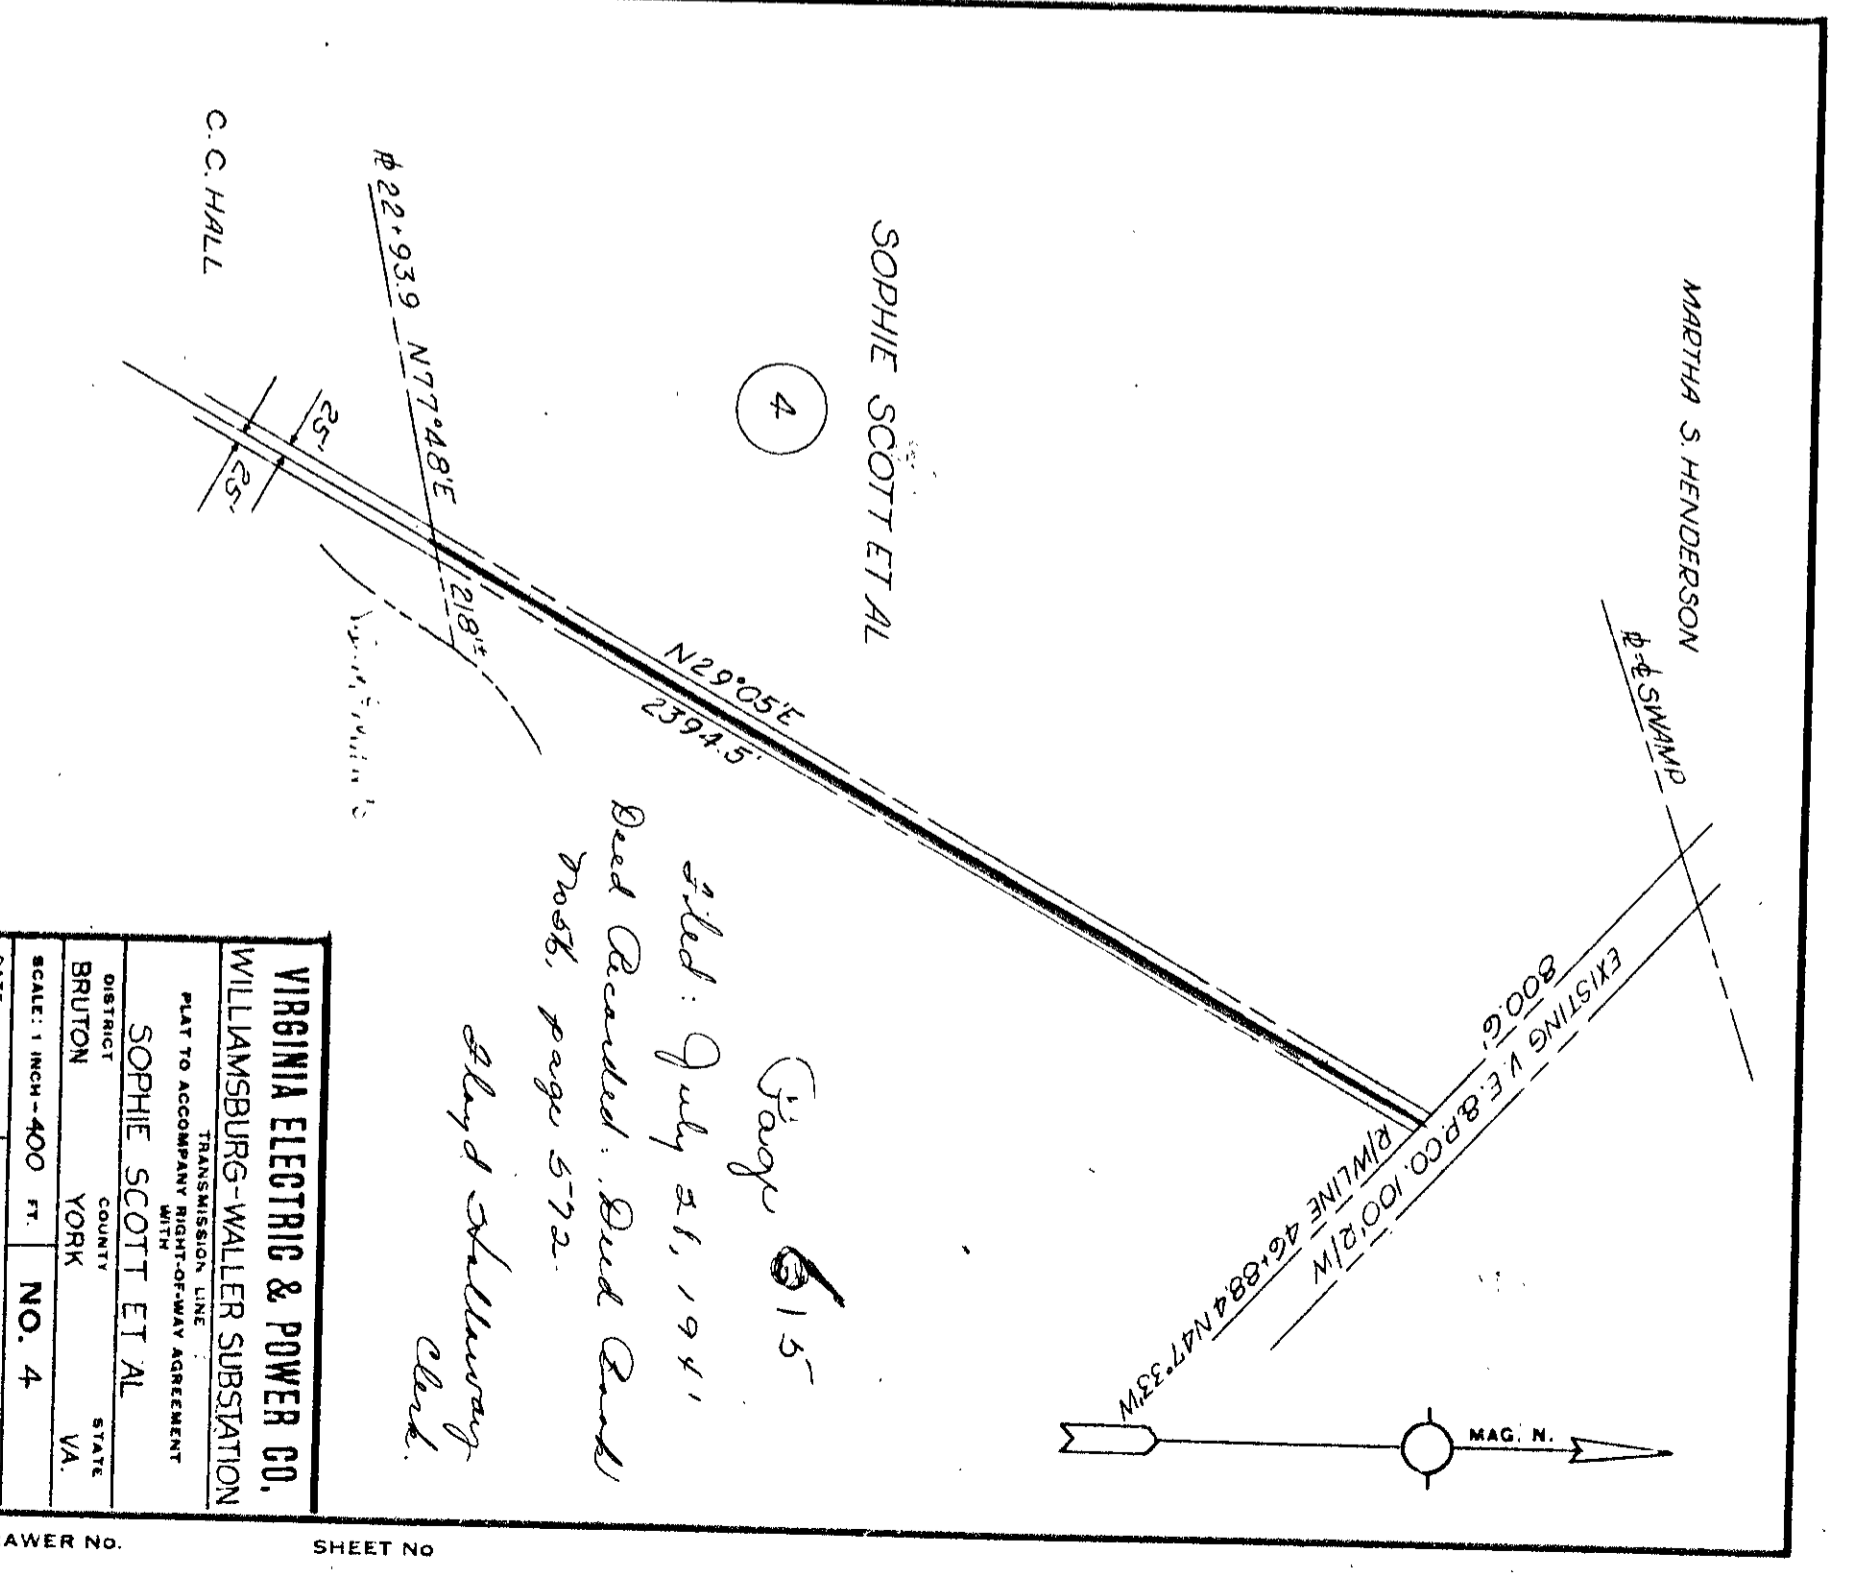 MARTHA S. HENDERSON
℄=℄ SWAMP
800.6'
EXISTING V.E.&P.CO. 100' R/W
R/W LINE 46+88.4 N47°33'W
MAG. N.
SOPHIE SCOTT ET AL
4
N29°05'E
2394.5'
22+93.9 N77°48'E
218'±
25'
25'
C.C. HALL
Page 615
Filed: July 28, 1941
Deed Recorded: Deed Book
No 56, page 572.
Floyd Hallaway
Clerk.
VIRGINIA ELECTRIC & POWER CO.
WILLIAMSBURG-WALLER SUBSTATION
TRANSMISSION LINE
PLAT TO ACCOMPANY RIGHT-OF-WAY AGREEMENT
WITH
SOPHIE SCOTT ET AL
DISTRICT COUNTY STATE
BRUTON YORK VA.
SCALE: 1 INCH-400 FT. NO. 4
AWER NO. SHEET NO